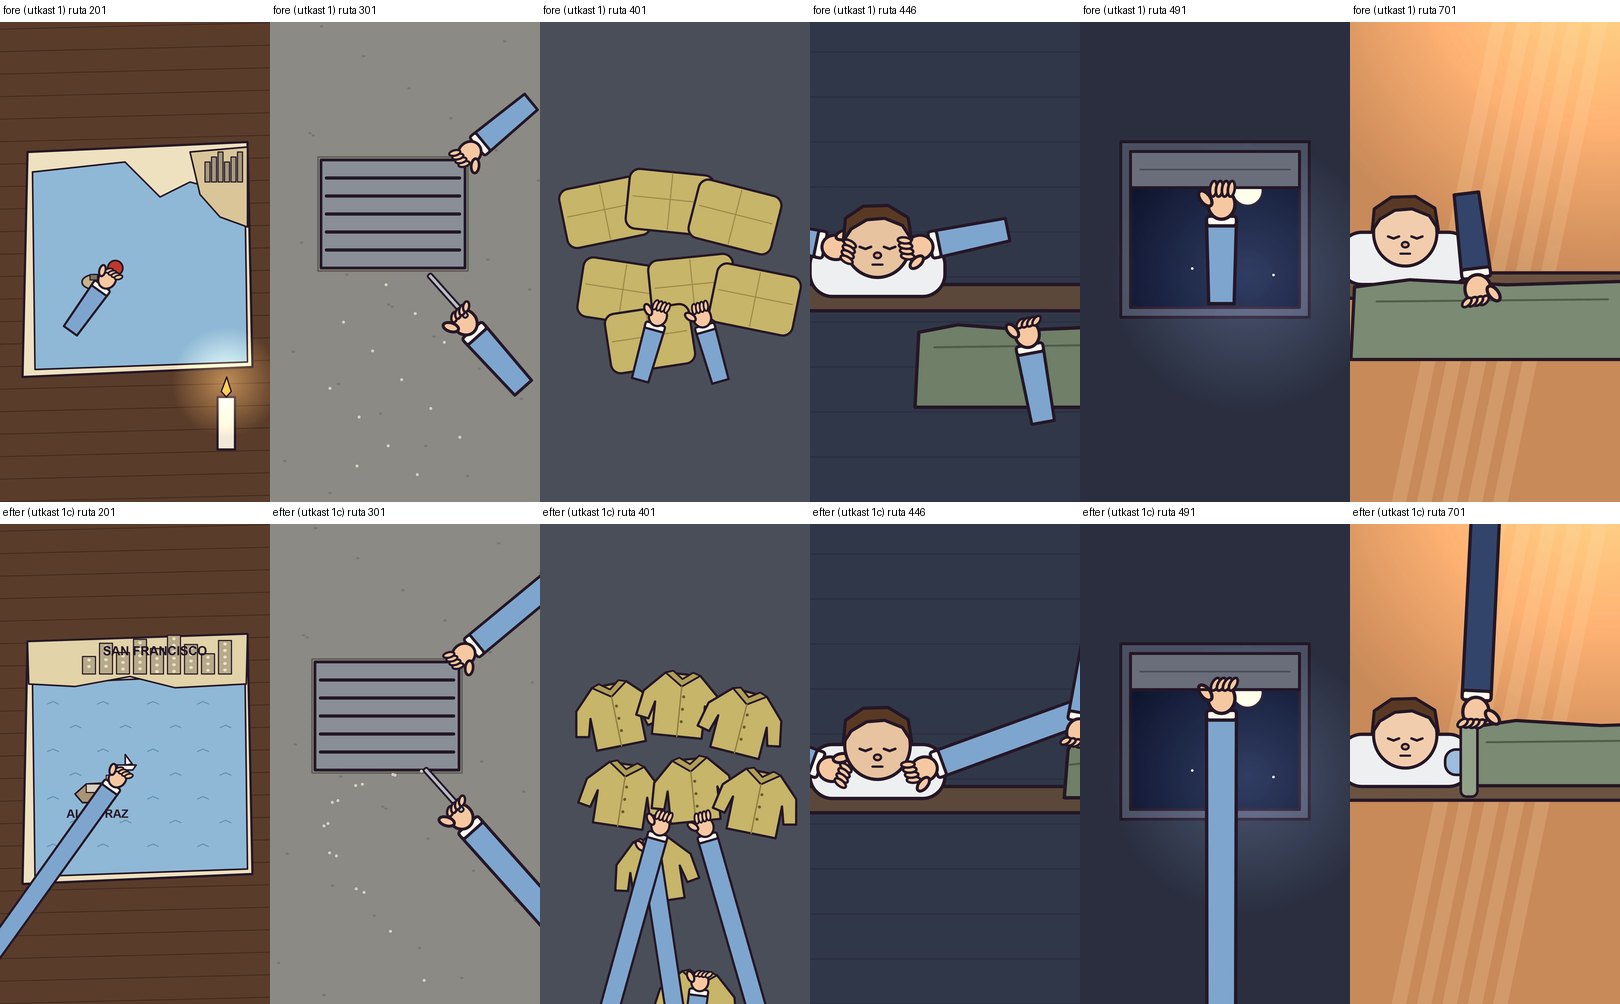 fore (utkast 1) ruta 201
fore (utkast 1) ruta 301
fore (utkast 1) ruta 401
fore (utkast 1) ruta 446
fore (utkast 1) ruta 491
fore (utkast 1) ruta 701
efter (utkast 1c) ruta 201
efter (utkast 1c) ruta 301
efter (utkast 1c) ruta 401
efter (utkast 1c) ruta 446
efter (utkast 1c) ruta 491
efter (utkast 1c) ruta 701
SAN FRANCISCO